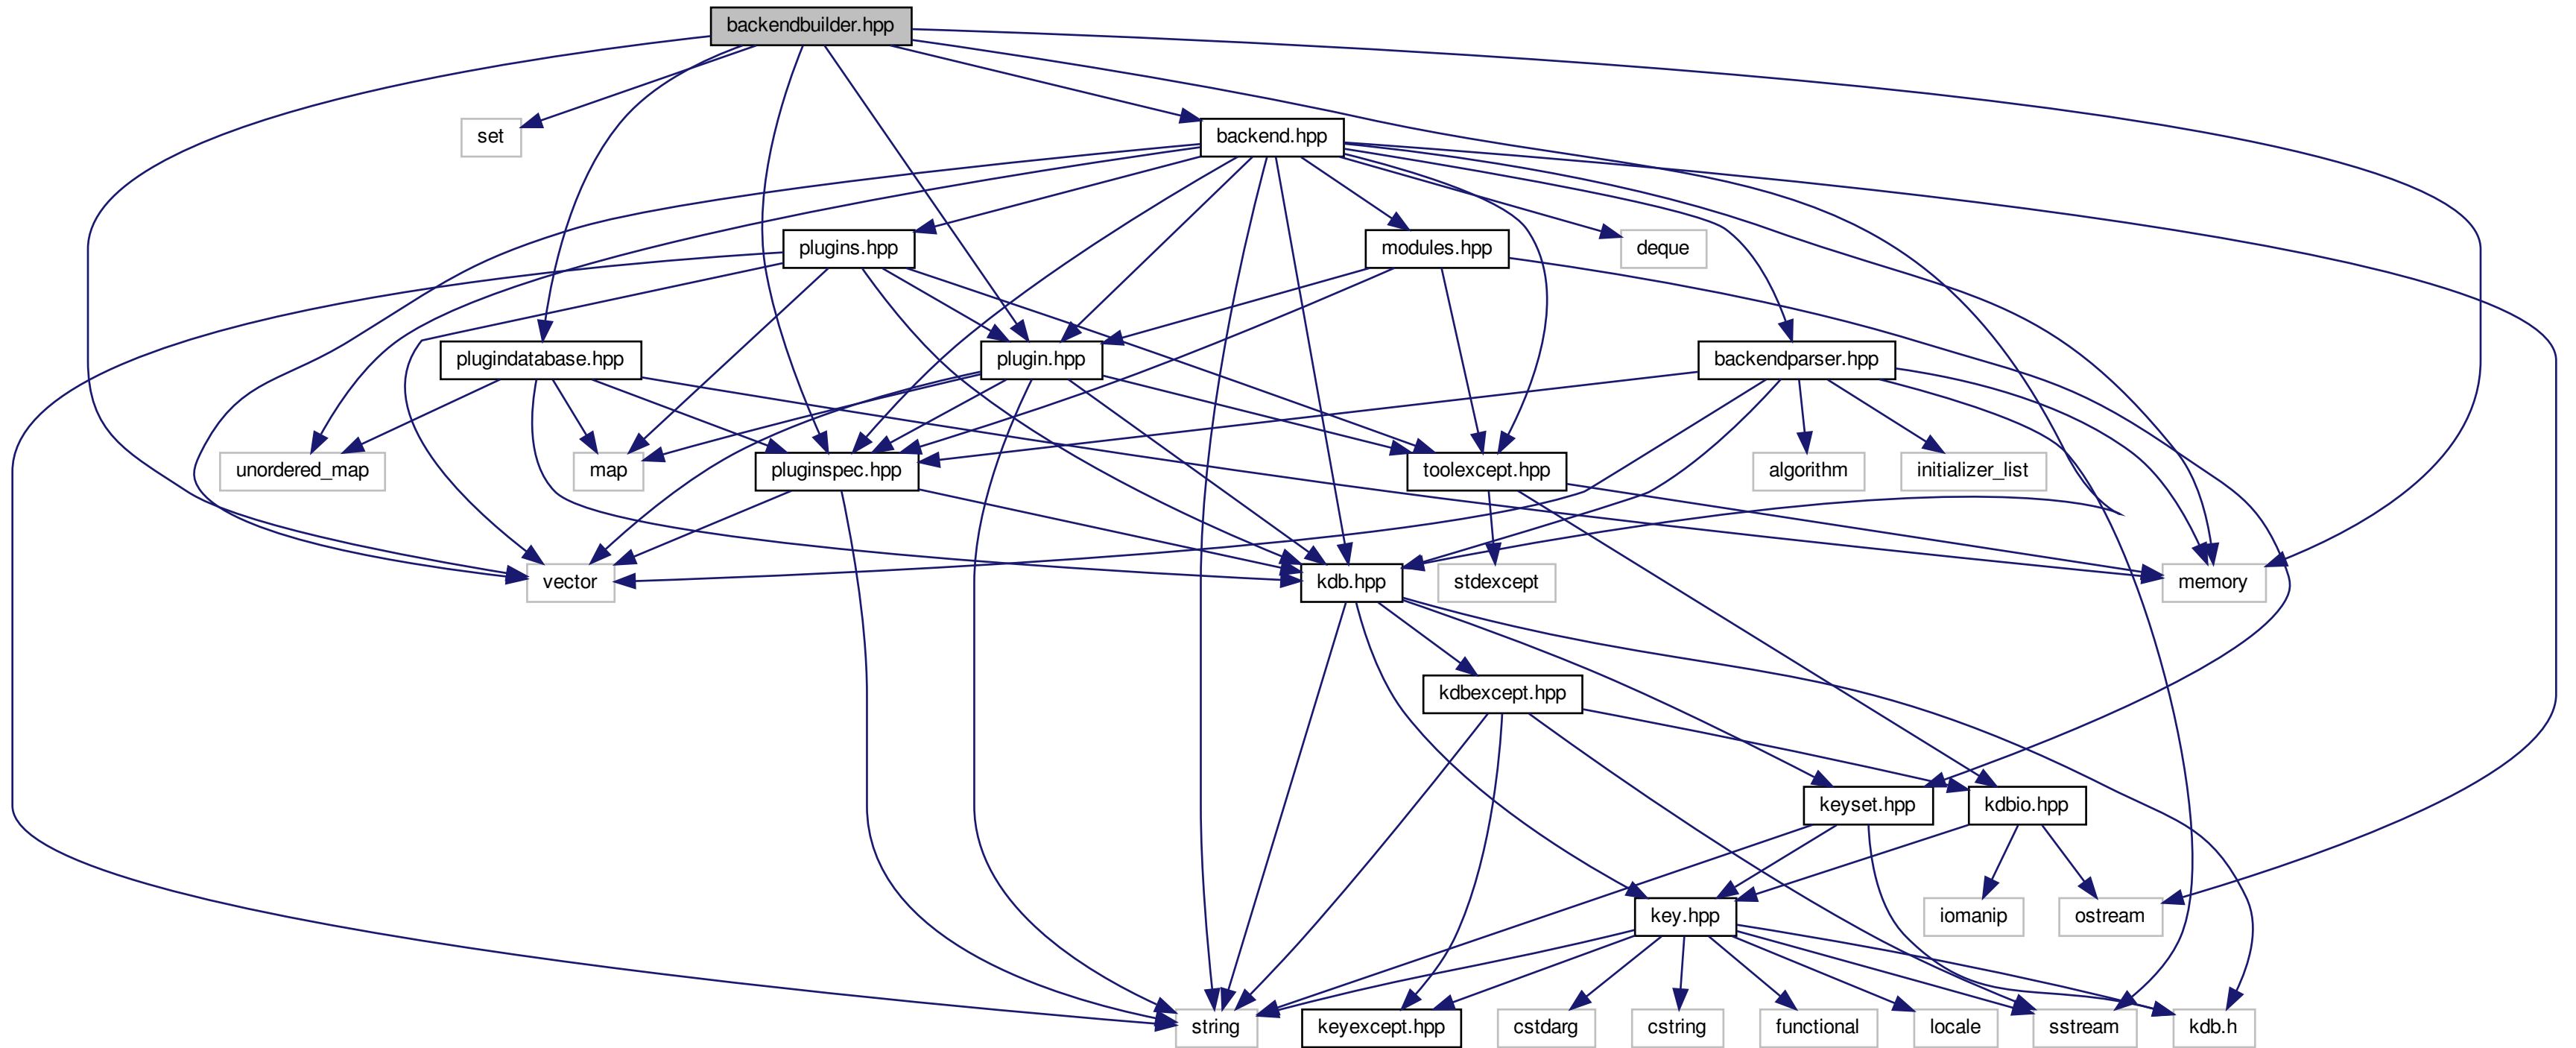 backendbuilder.hpp
set
backend.hpp
plugins.hpp
modules.hpp
deque
plugindatabase.hpp
plugin.hpp
backendparser.hpp
unordered_map
map
pluginspec.hpp
toolexcept.hpp
algorithm
initializer_list
vector
kdb.hpp
stdexcept
memory
kdbexcept.hpp
keyset.hpp
kdbio.hpp
key.hpp
iomanip
ostream
string
keyexcept.hpp
cstdarg
cstring
functional
locale
sstream
kdb.h